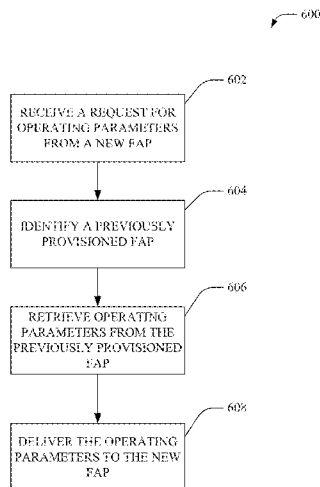 600
602
RECEIVE A REQUEST FOR
OPERATING PARAMETERS
FROM A NEW FAP
604
IDENTIFY A PREVIOUSLY
PROVISIONED FAP
606
RETRIEVE OPERATING
PARAMETERS FROM THE
PREVIOUSLY PROVISIONED
FAP
608
DELIVER THE OPERATING
PARAMETERS TO THE NEW
FAP